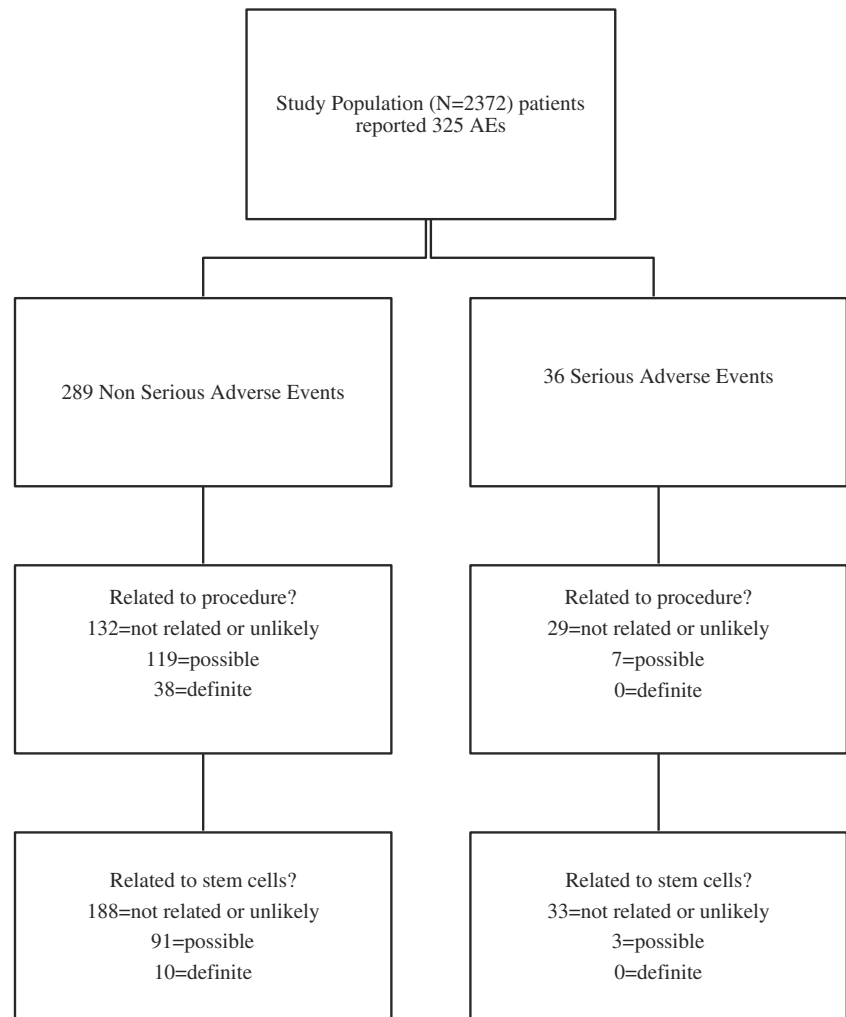 Study Population (N=2372) patients
reported 325 AEs
289 Non Serious Adverse Events
36 Serious Adverse Events
Related to procedure?
132=not related or unlikely
119=possible
38=definite
Related to procedure?
29=not related or unlikely
7=possible
0=definite
Related to stem cells?
188=not related or unlikely
91=possible
10=definite
Related to stem cells?
33=not related or unlikely
3=possible
0=definite